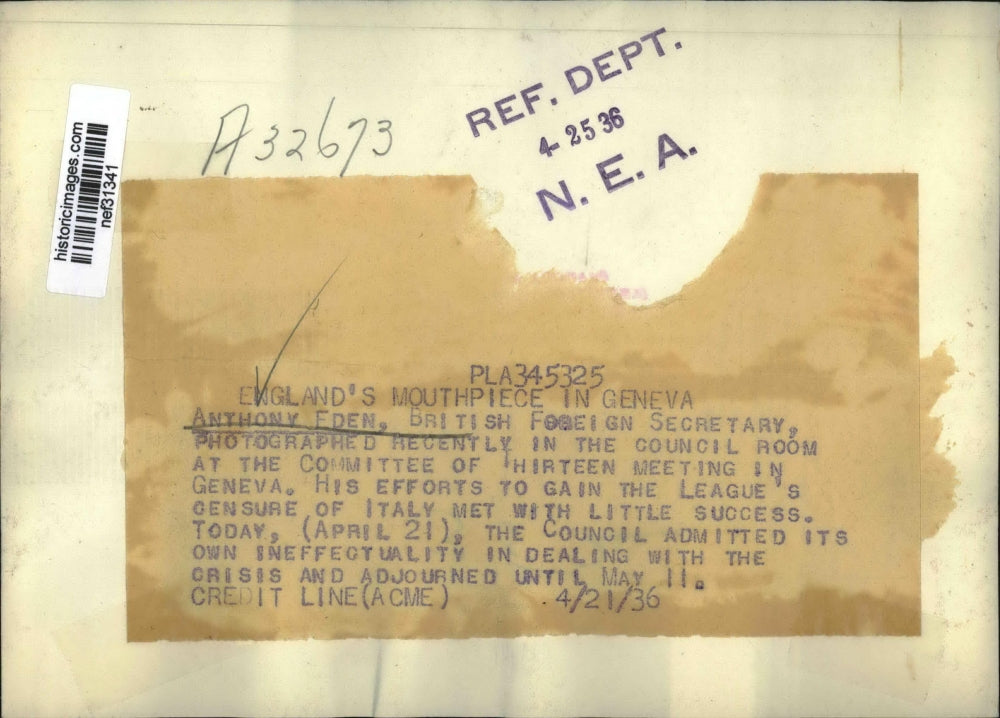 A32673
REF. DEPT.
4-25 36
N. E. A.
historicimages.com
nef31341
PLA345325
ENGLAND'S MOUTHPIECE IN GENEVA
ANTHONY EDEN, BRITISH FOREIGN SECRETARY,
PHOTOGRAPHED RECENTLY IN THE COUNCIL ROOM
AT THE COMMITTEE OF THIRTEEN MEETING IN
GENEVA. HIS EFFORTS TO GAIN THE LEAGUE'S
CENSURE OF ITALY MET WITH LITTLE SUCCESS.
TODAY, (APRIL 21), THE COUNCIL ADMITTED ITS
OWN INEFFECTUALITY IN DEALING WITH THE
CRISIS AND ADJOURNED UNTIL MAY 11.
CREDIT LINE(ACME) 4/21/36